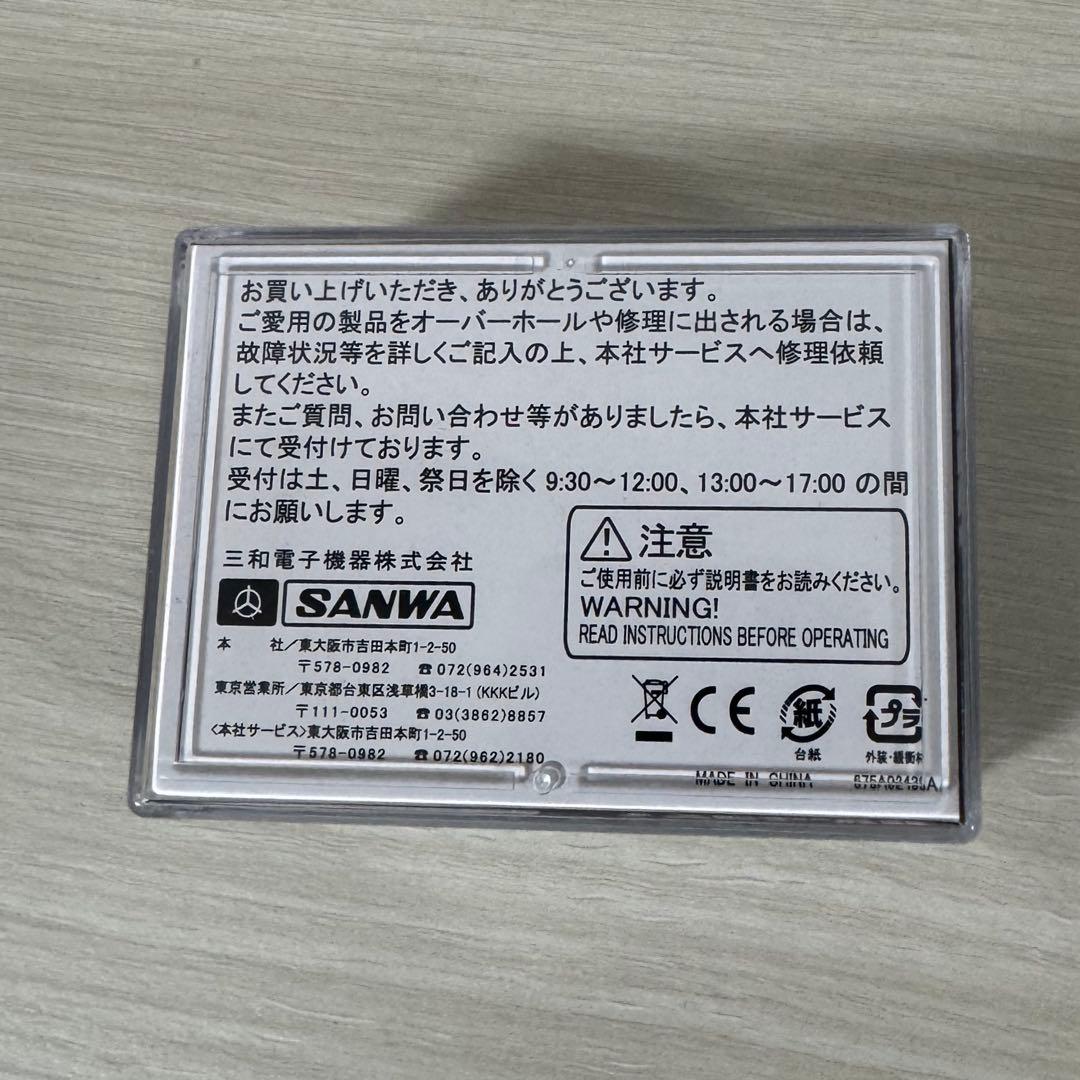 お買い上げいただき、ありがとうございます。
ご愛用の製品をオーバーホールや修理に出される場合は、
故障状況等を詳しくご記入の上、本社サービスへ修理依頼
してください。
またご質問、お問い合わせ等がありましたら、本社サービス
にて受付けております。
受付は土、日曜、祭日を除く 9:30～12:00、13:00～17:00 の間
にお願いします。
三和電子機器株式会社
SANWA
本 社／東大阪市吉田本町1-2-50
〒578-0982 ☎072(964)2531
東京営業所／東京都台東区浅草橋3-18-1 (KKKビル)
〒111-0053 ☎03(3862)8857
<本社サービス>東大阪市吉田本町1-2-50
〒578-0982 ☎072(962)2180
注意
ご使用前に必ず説明書をお読みください。
WARNING!
READ INSTRUCTIONS BEFORE OPERATING
CE
紙
台紙
プラ
外装・緩衝材
MADE IN CHINA